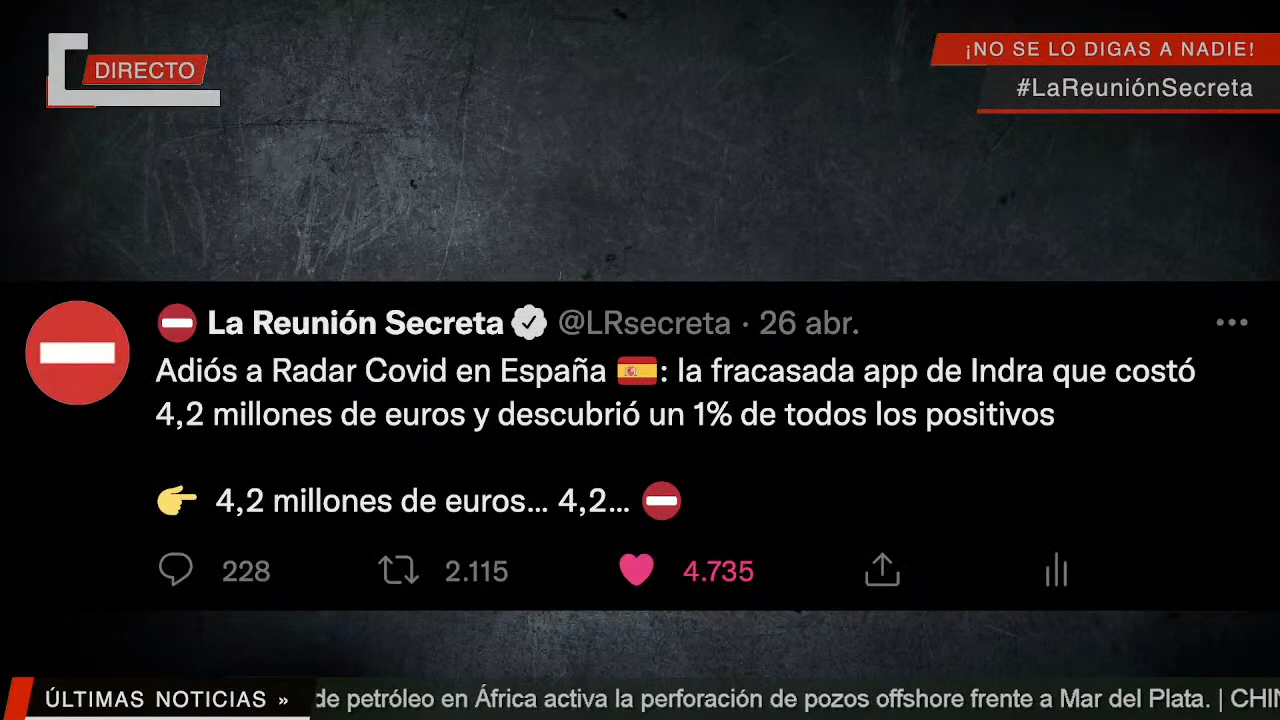 DIRECTO
¡NO SE LO DIGAS A NADIE!
#LaReuniónSecreta
La Reunión Secreta @LRsecreta · 26 abr.
Adiós a Radar Covid en España 🇪🇸: la fracasada app de Indra que costó
4,2 millones de euros y descubrió un 1% de todos los positivos
👉 4,2 millones de euros... 4,2... ⛔
228 2.115 4.735
ÚLTIMAS NOTICIAS »
de petróleo en África activa la perforación de pozos offshore frente a Mar del Plata. | CHIN